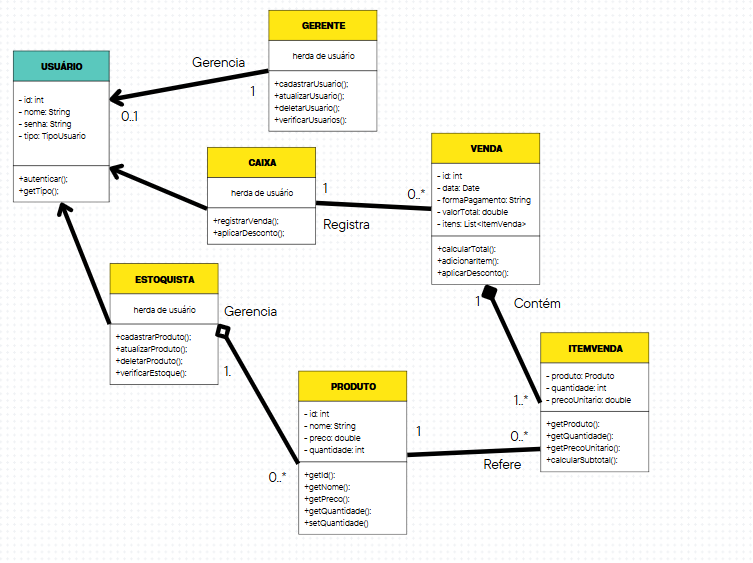 GERENTE
herda de usuário
+cadastrarUsuario();
+atualizarUsuario();
+deletarUsuario();
+verificarUsuarios():
Gerencia
1
0..1
USUÁRIO
- id: int
- nome: String
- senha: String
- tipo: TipoUsuario
+autenticar();
+getTipo();
CAIXA
herda de usuário
+registrarVenda();
+aplicarDesconto();
1
0..*
Registra
VENDA
- id: int
- data: Date
- formaPagamento: String
- valorTotal: double
- itens: List<ItemVenda>
+calcularTotal();
+adicionarItem();
+aplicarDesconto();
1
Contém
1..*
ESTOQUISTA
herda de usuário
+cadastrarProduto();
+atualizarProduto();
+deletarProduto();
+verificarEstoque();
Gerencia
1.
0..*
ITEMVENDA
- produto: Produto
- quantidade: int
- precoUnitario: double
+getProduto();
+getQuantidade();
+getPrecoUnitario();
+calcularSubtotal();
PRODUTO
- id: int
- nome: String
- preco: double
- quantidade: int
+getId();
+getNome();
+getPreco();
+getQuantidade();
+setQuantidade()
1
0..*
Refere